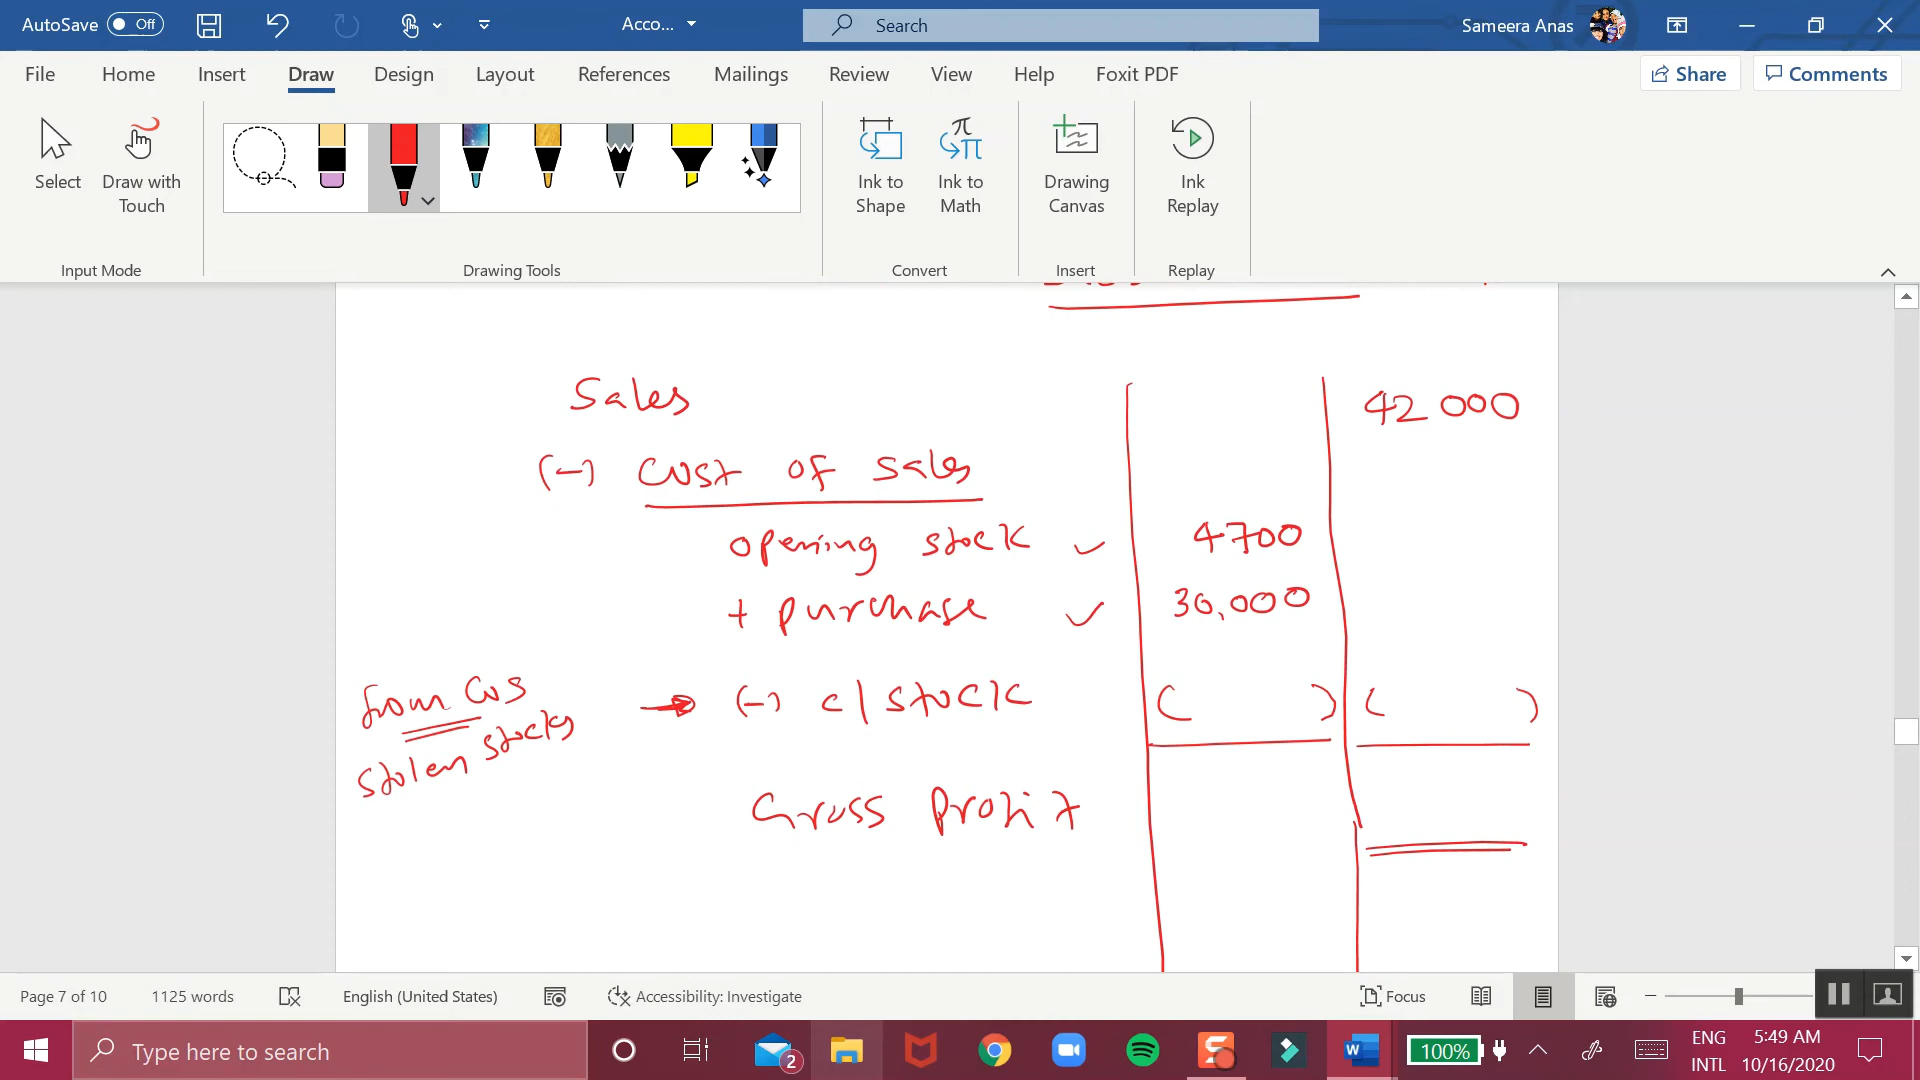 AutoSave Off Acco... Search Sameera Anas
File Home Insert Draw Design Layout References Mailings Review View Help Foxit PDF Share Comments
Select Draw with Touch Ink to Shape Ink to Math Drawing Canvas Ink Replay
Input Mode Drawing Tools Convert Insert Replay
Sales 42 000
(-) cost of sales
opening stock ✓ 4700
+ purchase ✓ 30,000
from COS → (-) cl stock ( ) ( )
stolen stocks
Gross Profit
Page 7 of 10 1125 words English (United States) Accessibility: Investigate Focus
Type here to search 2 100% ENG 5:49 AM
INTL 10/16/2020